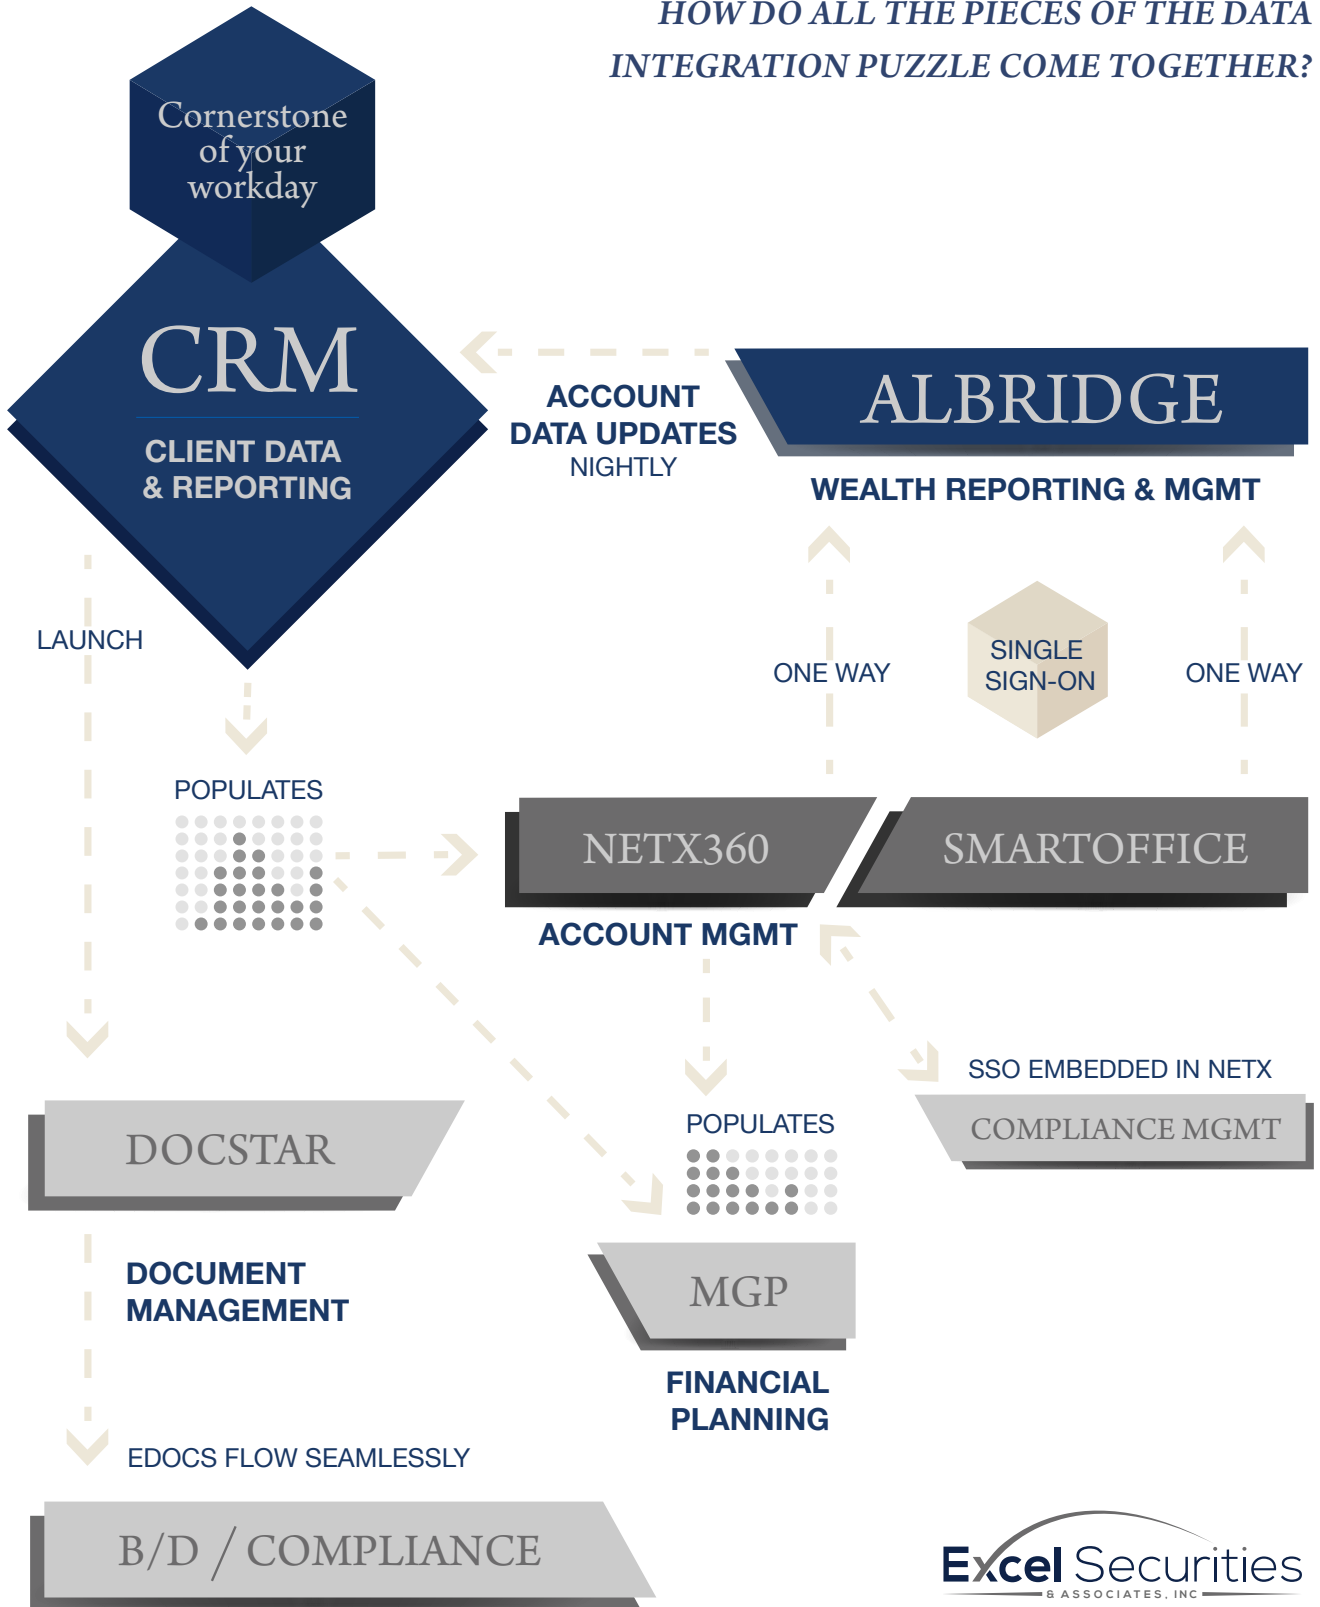 HOW DO ALL THE PIECES OF THE DATA
INTEGRATION PUZZLE COME TOGETHER?
Cornerstone
of your
workday
CRM
CLIENT DATA
& REPORTING
ACCOUNT
DATA UPDATES
NIGHTLY
ALBRIDGE
WEALTH REPORTING & MGMT
LAUNCH
ONE WAY
SINGLE
SIGN-ON
ONE WAY
POPULATES
NETX360
SMARTOFFICE
ACCOUNT MGMT
SSO EMBEDDED IN NETX
COMPLIANCE MGMT
POPULATES
DOCSTAR
MGP
DOCUMENT
MANAGEMENT
FINANCIAL
PLANNING
EDOCS FLOW SEAMLESSLY
B/D / COMPLIANCE
Excel Securities
& ASSOCIATES, INC